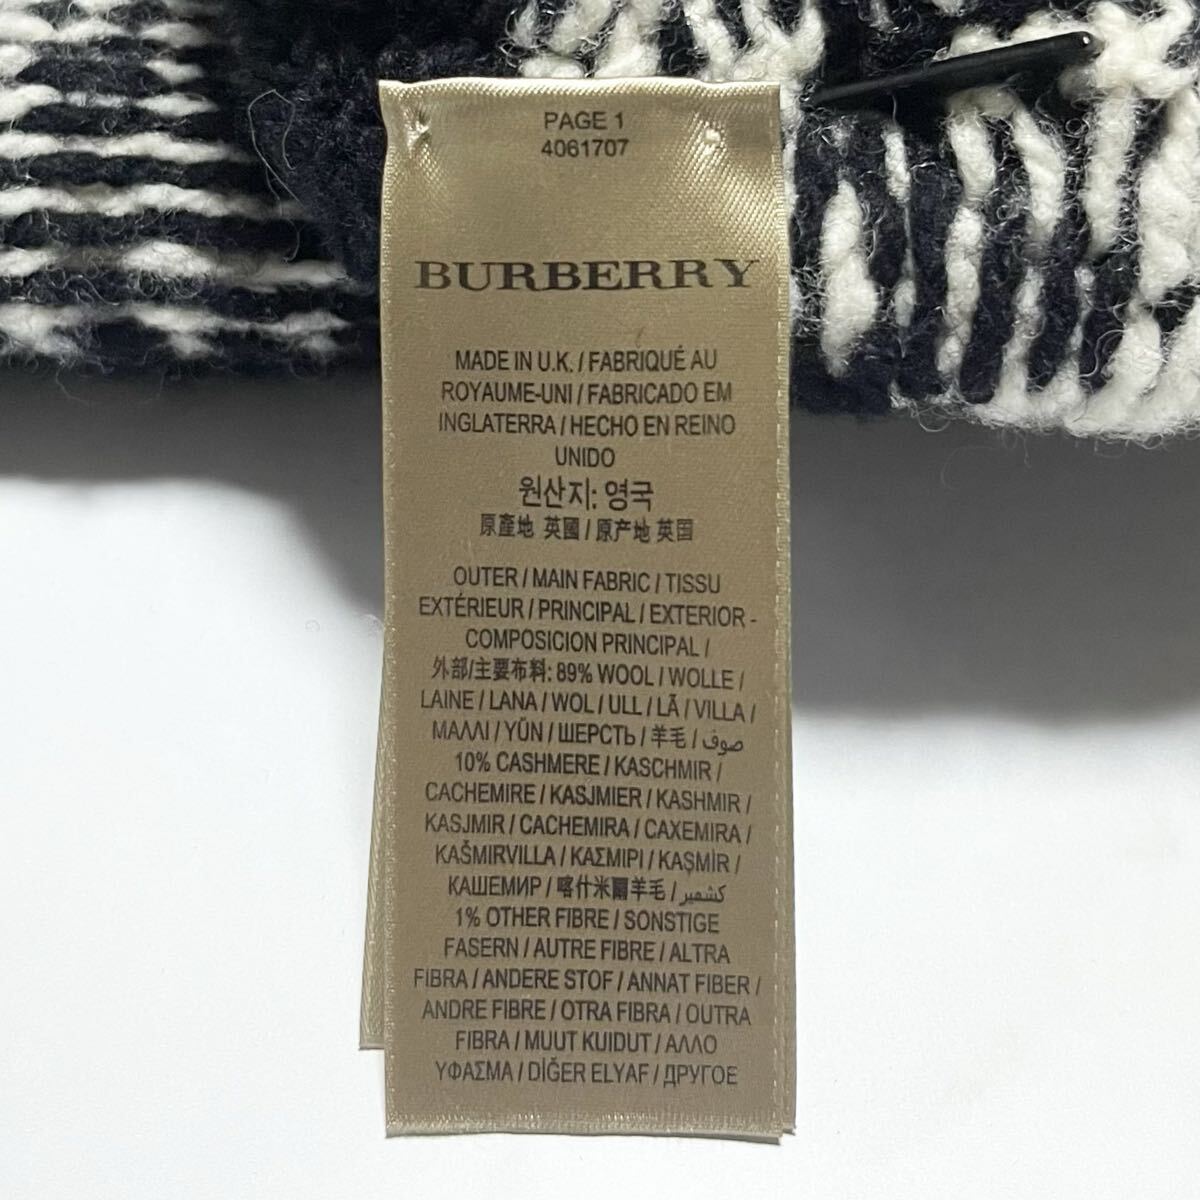 PAGE 1
4061707
BURBERRY
MADE IN U.K. / FABRIQUÉ AU
ROYAUME-UNI / FABRICADO EM
INGLATERRA / HECHO EN REINO
UNIDO
원산지: 영국
原產地 英國 / 原产地 英国
OUTER / MAIN FABRIC / TISSU
EXTÉRIEUR / PRINCIPAL / EXTERIOR -
COMPOSICION PRINCIPAL /
外部/主要布料: 89% WOOL / WOLLE /
LAINE / LANA / WOL / ULL / LÃ / VILLA /
ΜΑΛΛΙ / YÜN / ШЕРСТЬ / 羊毛 / صوف
10% CASHMERE / KASCHMIR /
CACHEMIRE / KASJMIER / KASHMIR /
KASJMIR / CACHEMIRA / CAXEMIRA /
KAŠMIRVILLA / ΚΑΣΜΙΡΙ / KAŞMİR /
КАШЕМИР / 喀什米爾羊毛 / كشمير
1% OTHER FIBRE / SONSTIGE
FASERN / AUTRE FIBRE / ALTRA
FIBRA / ANDERE STOF / ANNAT FIBER /
ANDRE FIBRE / OTRA FIBRA / OUTRA
FIBRA / MUUT KUIDUT / ΑΛΛΟ
ΥΦΑΣΜΑ / DİĞER ELYAF / ДРУГОЕ